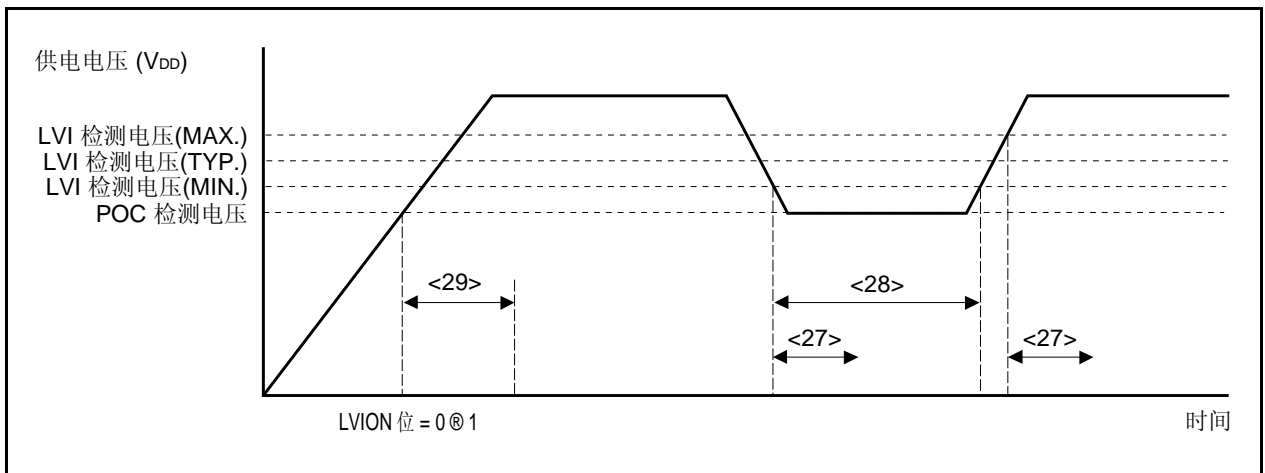 供电电压 (VDD)
LVI 检测电压(MAX.)
LVI 检测电压(TYP.)
LVI 检测电压(MIN.)
POC 检测电压
<29>
<28>
<27>
<27>
LVION 位 = 0 ® 1
时间